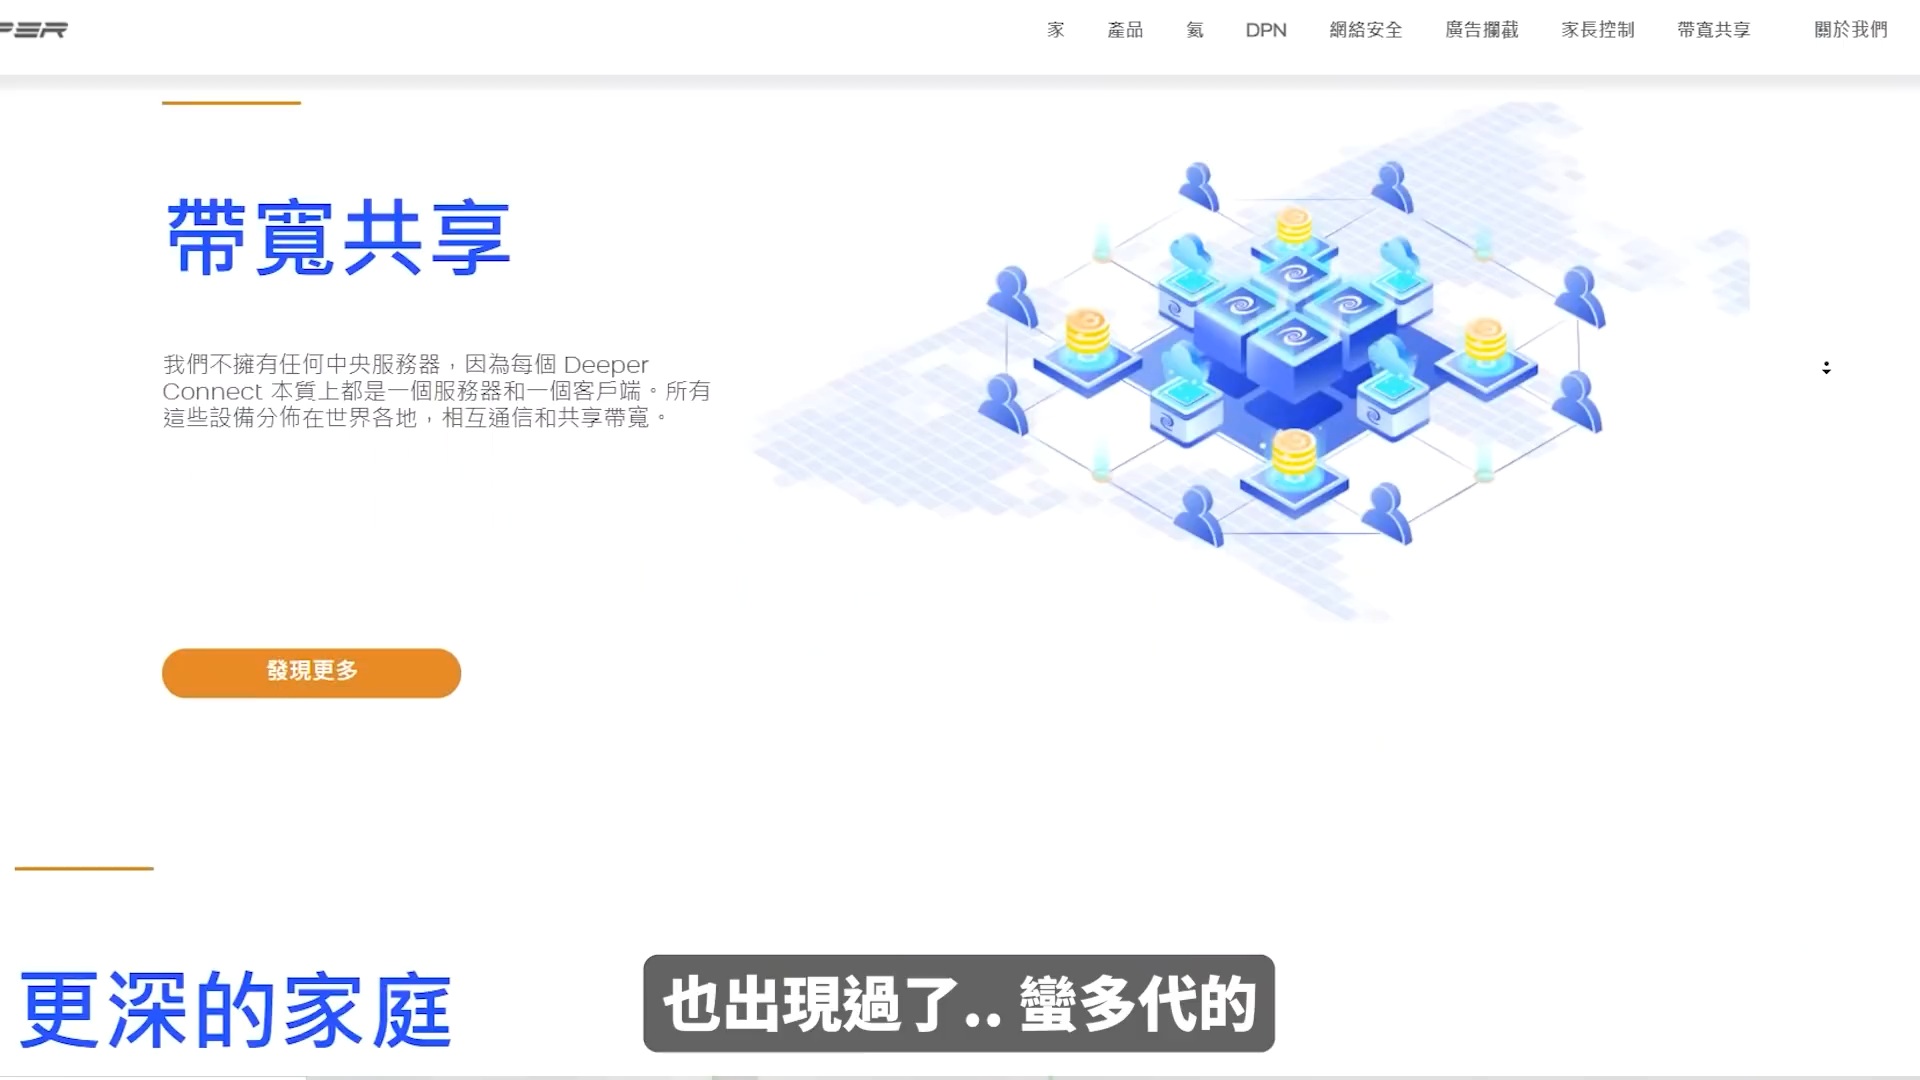 PER
家 產品 氦 DPN 網絡安全 廣告攔截 家長控制 帶寬共享 關於我們
帶寬共享
我們不擁有任何中央服務器，因為每個 Deeper
Connect 本質上都是一個服務器和一個客戶端。所有
這些設備分佈在世界各地，相互通信和共享帶寬。
發現更多
更深的家庭
也出現過了.. 蠻多代的